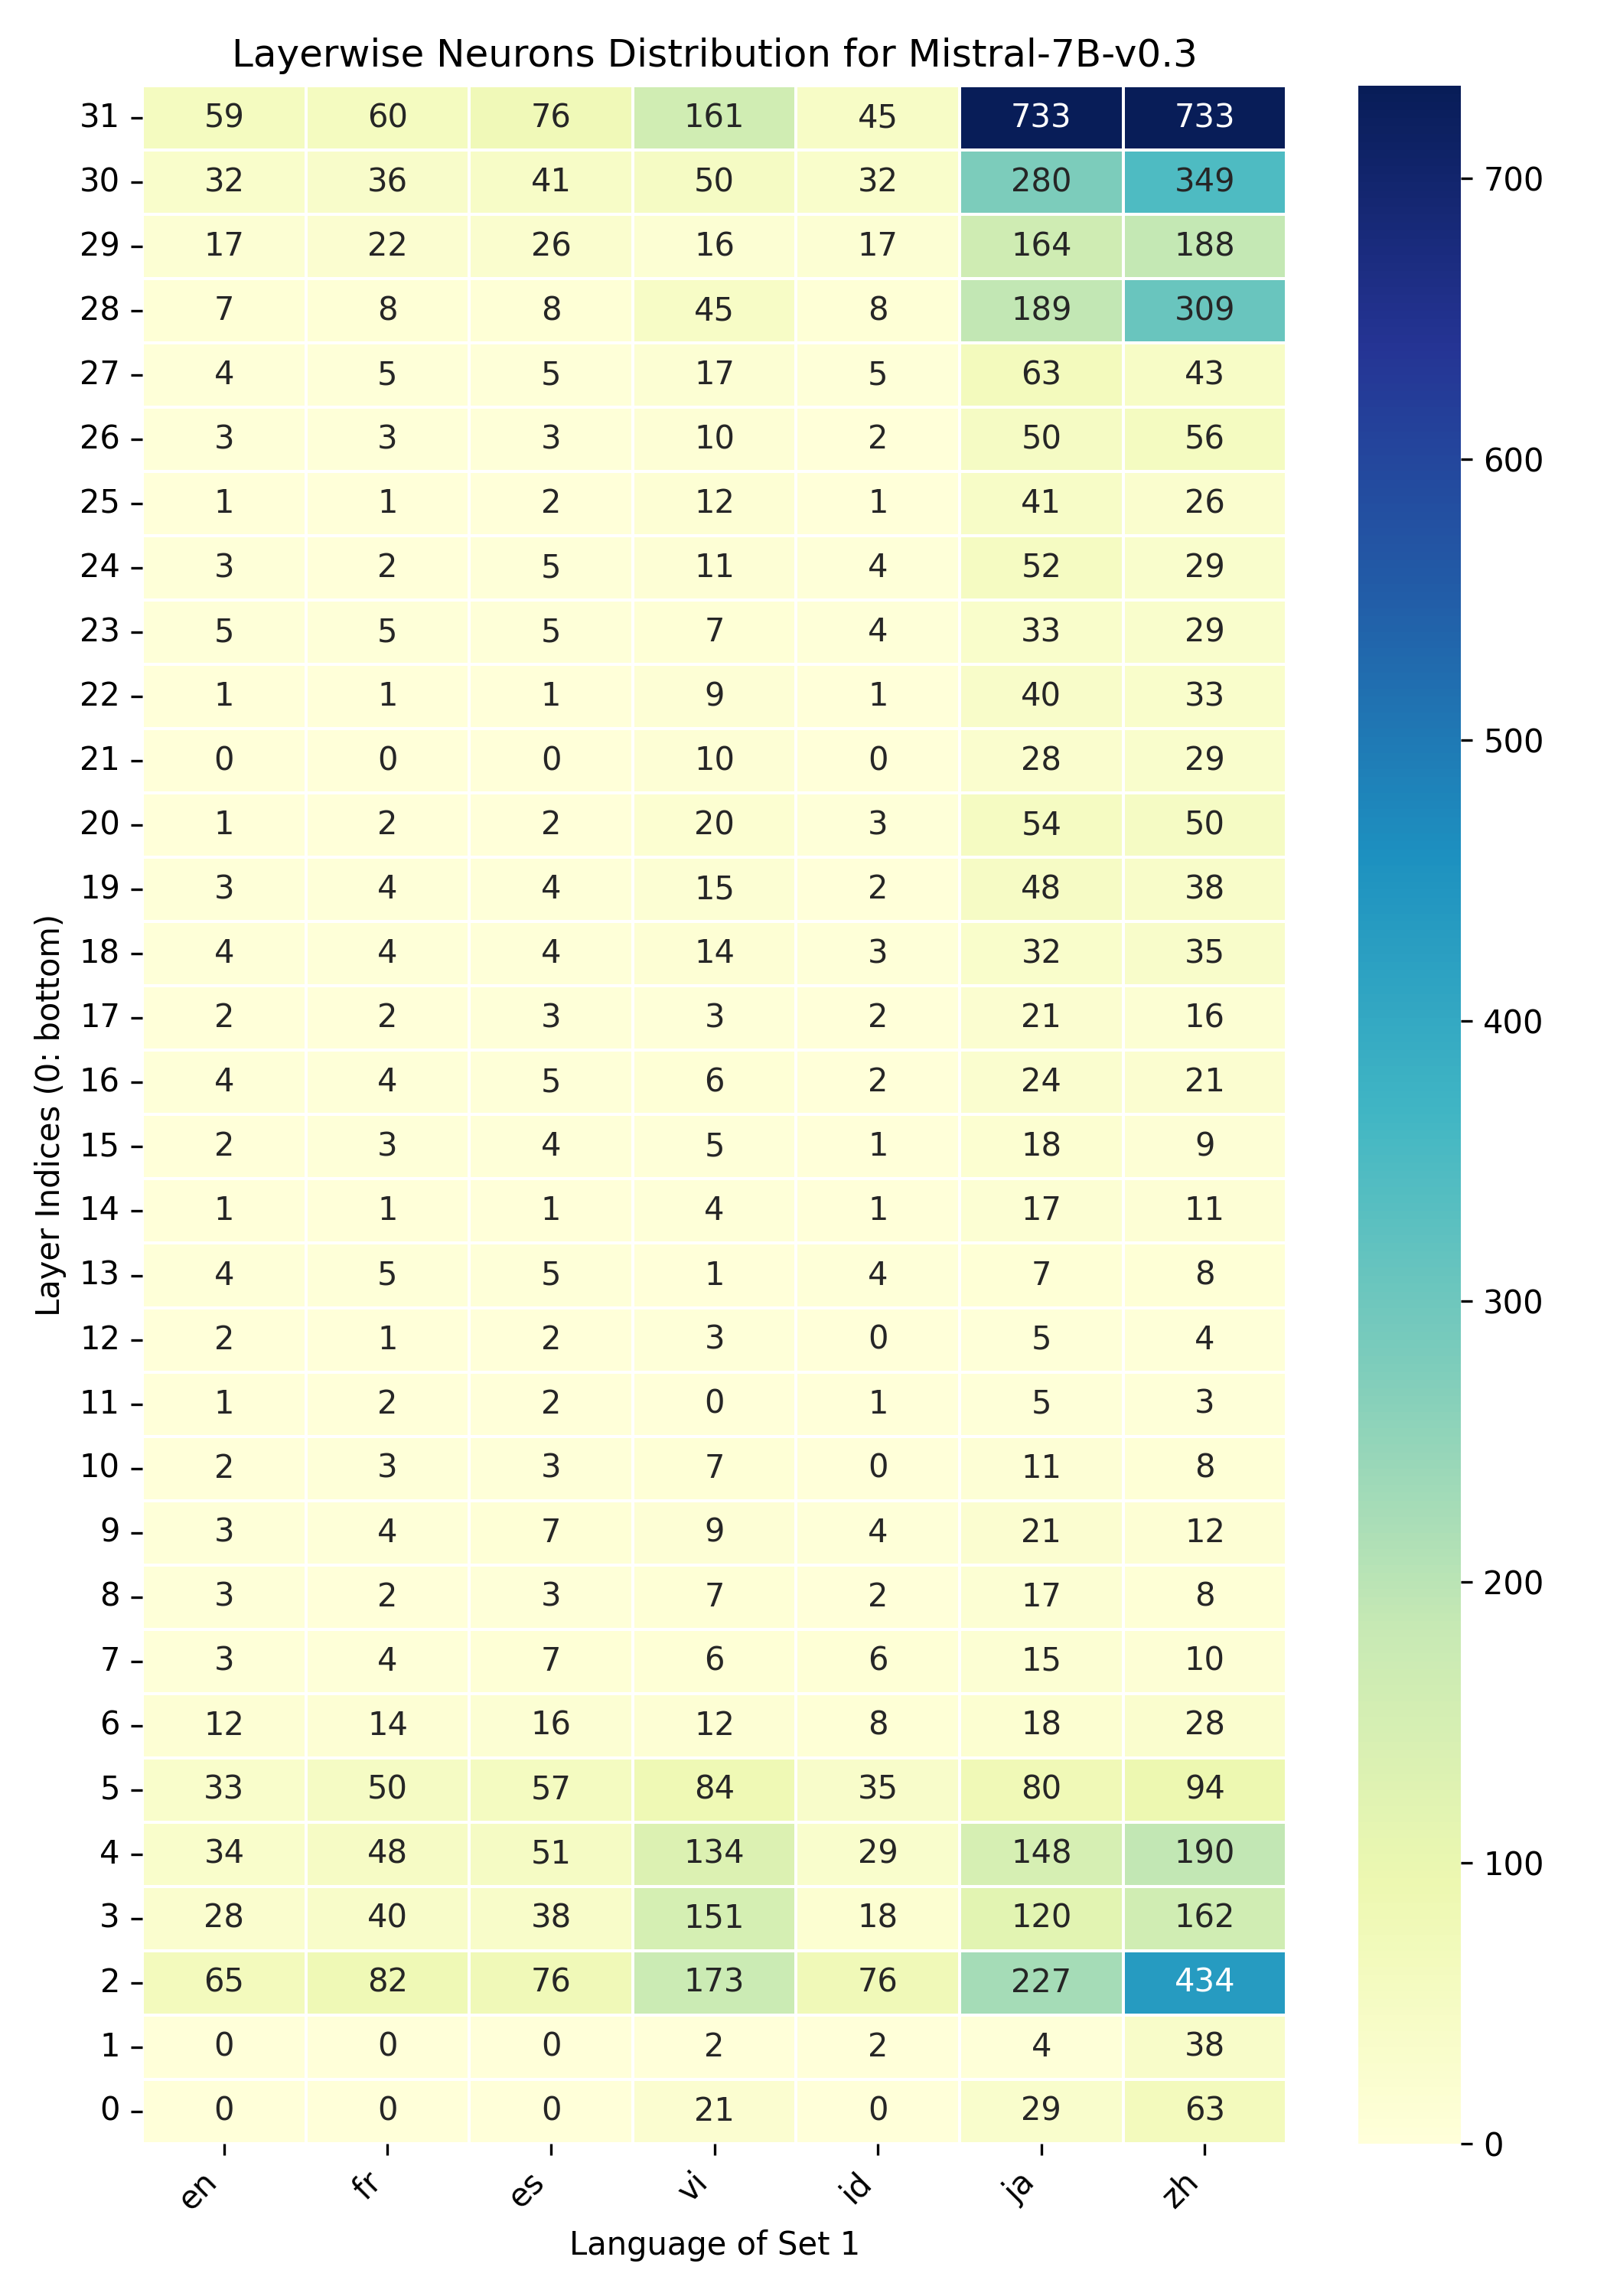 Layerwise Neurons Distribution for Mistral-7B-v0.3
31 59 60 76 161 45 733 733
30 32 36 41 50 32 280 349
29 17 22 26 16 17 164 188
28 7 8 8 45 8 189 309
27 4 5 5 17 5 63 43
26 3 3 3 10 2 50 56
25 1 1 2 12 1 41 26
24 3 2 5 11 4 52 29
23 5 5 5 7 4 33 29
22 1 1 1 9 1 40 33
21 0 0 0 10 0 28 29
20 1 2 2 20 3 54 50
19 3 4 4 15 2 48 38
18 4 4 4 14 3 32 35
17 2 2 3 3 2 21 16
16 4 4 5 6 2 24 21
15 2 3 4 5 1 18 9
14 1 1 1 4 1 17 11
13 4 5 5 1 4 7 8
12 2 1 2 3 0 5 4
11 1 2 2 0 1 5 3
10 2 3 3 7 0 11 8
9 3 4 7 9 4 21 12
8 3 2 3 7 2 17 8
7 3 4 7 6 6 15 10
6 12 14 16 12 8 18 28
5 33 50 57 84 35 80 94
4 34 48 51 134 29 148 190
3 28 40 38 151 18 120 162
2 65 82 76 173 76 227 434
1 0 0 0 2 2 4 38
0 0 0 0 21 0 29 63
en fr es vi id ja zh
Language of Set 1
Layer Indices (0: bottom)
700
600
500
400
300
200
100
0